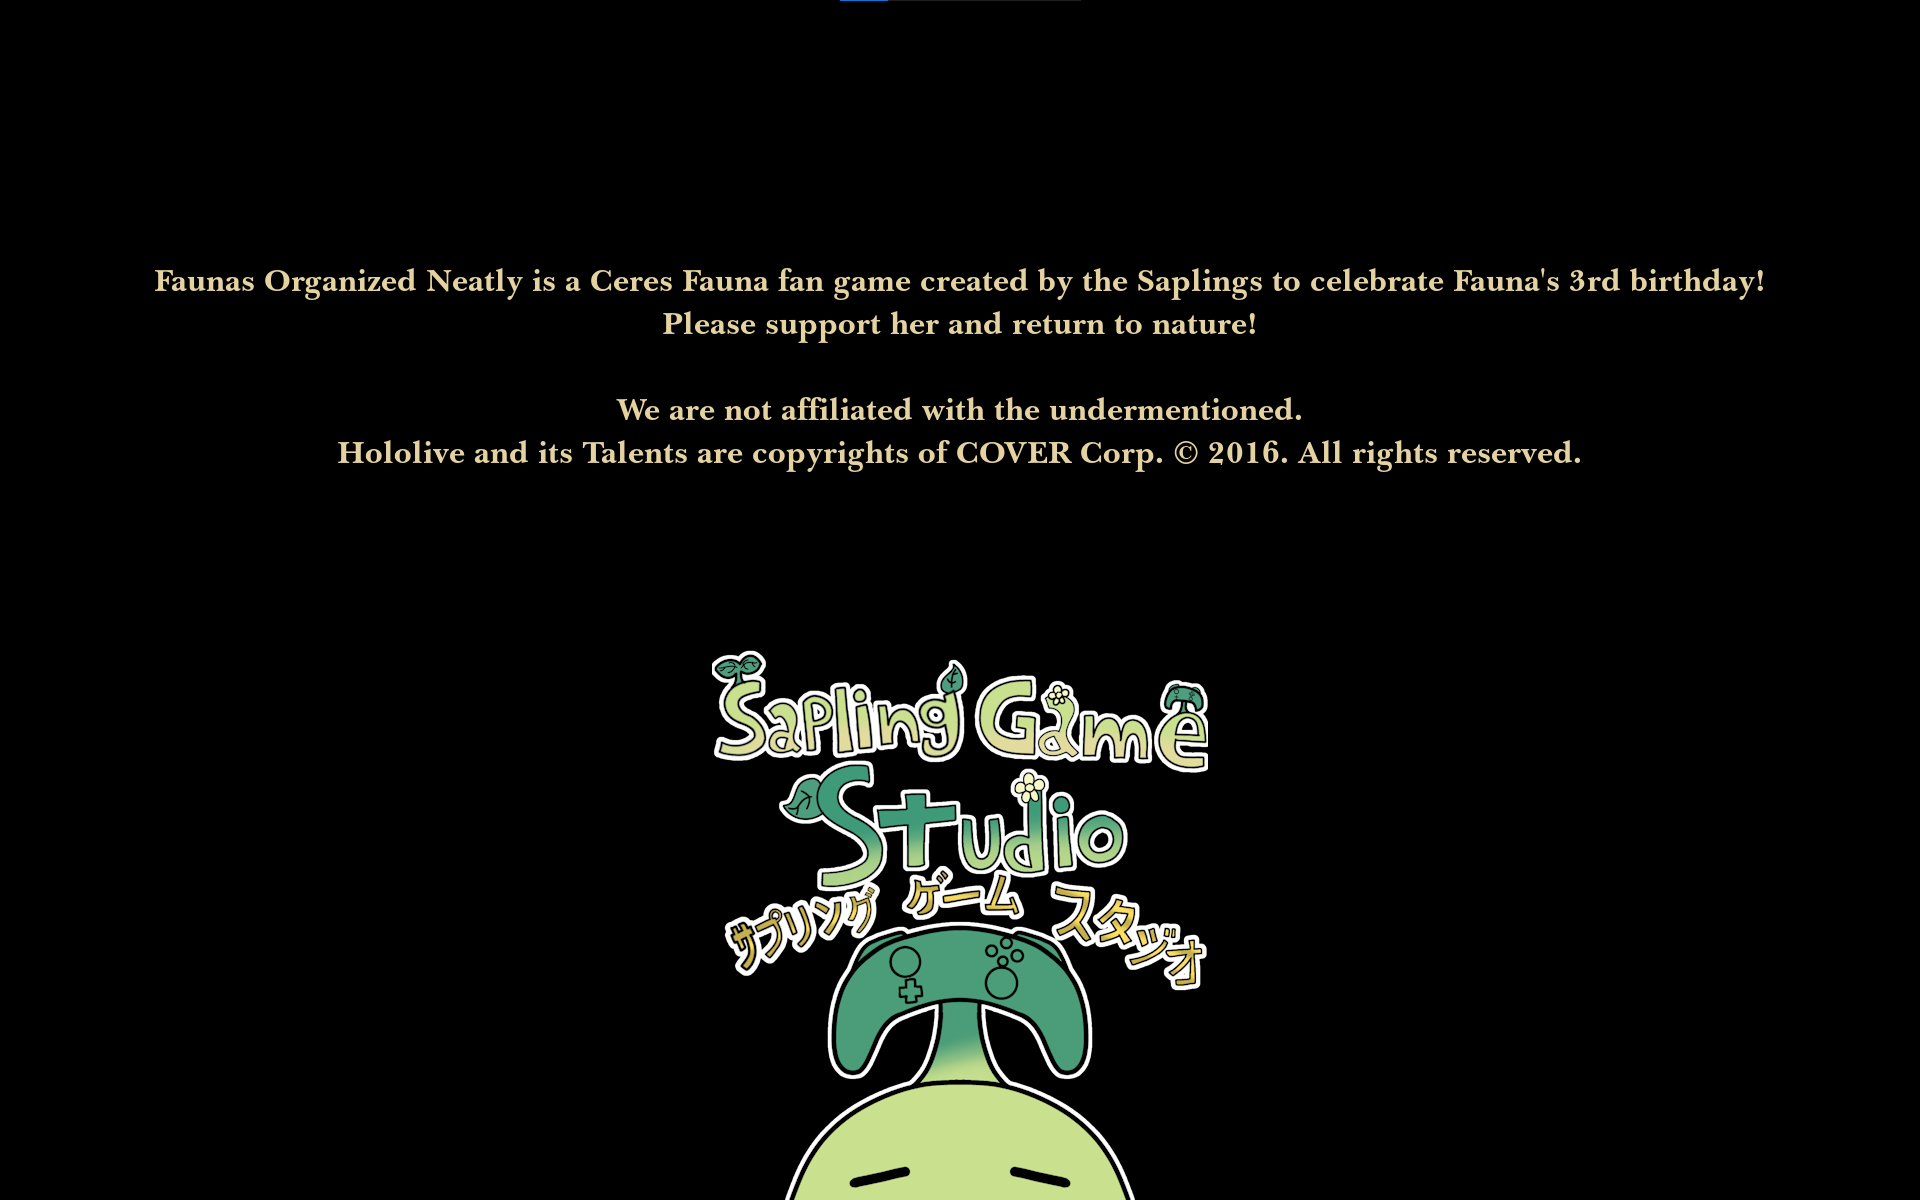 Faunas Organized Neatly is a Ceres Fauna fan game created by the Saplings to celebrate Fauna's 3rd birthday!
Please support her and return to nature!
We are not affiliated with the undermentioned.
Hololive and its Talents are copyrights of COVER Corp. © 2016. All rights reserved.
Sapling Game
Studio
サプリング ゲーム スタヅオ